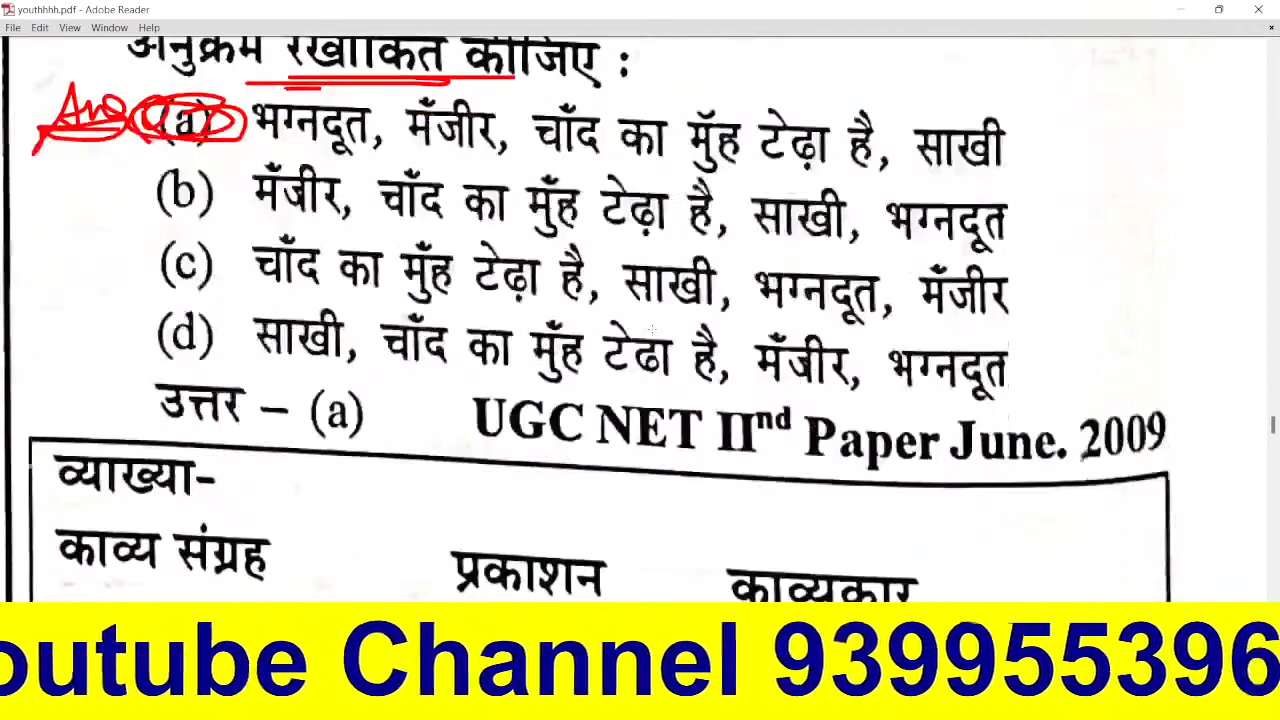 youthhhh.pdf - Adobe Reader
File Edit View Window Help
अनुक्रम रेखांकित कीजिए :
Ans (a) भग्नदूत, मँजीर, चाँद का मुँह टेढ़ा है, साखी
(b) मँजीर, चाँद का मुँह टेढ़ा है, साखी, भग्नदूत
(c) चाँद का मुँह टेढ़ा है, साखी, भग्नदूत, मँजीर
(d) साखी, चाँद का मुँह टेढा है, मँजीर, भग्नदूत
उत्तर – (a) UGC NET IInd Paper June. 2009
व्याख्या-
काव्य संग्रह प्रकाशन काव्यकार
outube Channel 939955396